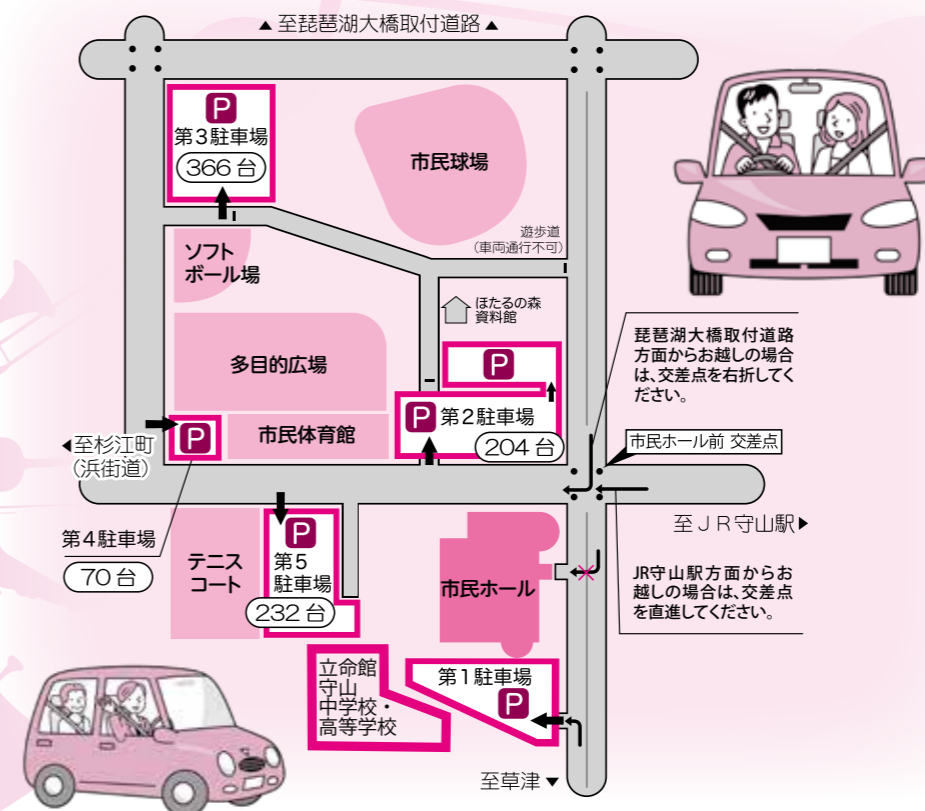 ▲ 至琵琶湖大橋取付道路 ▲
P
第3駐車場
366台
市民球場
ソフト
ボール場
遊歩道
(車両通行不可)
ほたるの森
資料館
多目的広場
P
P
第2駐車場
204台
P
市民体育館
◀至杉江町
(浜街道)
琵琶湖大橋取付道路
方面からお越しの場合
は、交差点を右折してく
ださい。
市民ホール前 交差点
至JR守山駅▶
第4駐車場
70台
テニス
コート
P
第5
駐車場
232台
市民ホール
JR守山駅方面からお
越しの場合は、交差点
を直進してください。
立命館
守山
中学校・
高等学校
第1駐車場
P
至草津▼